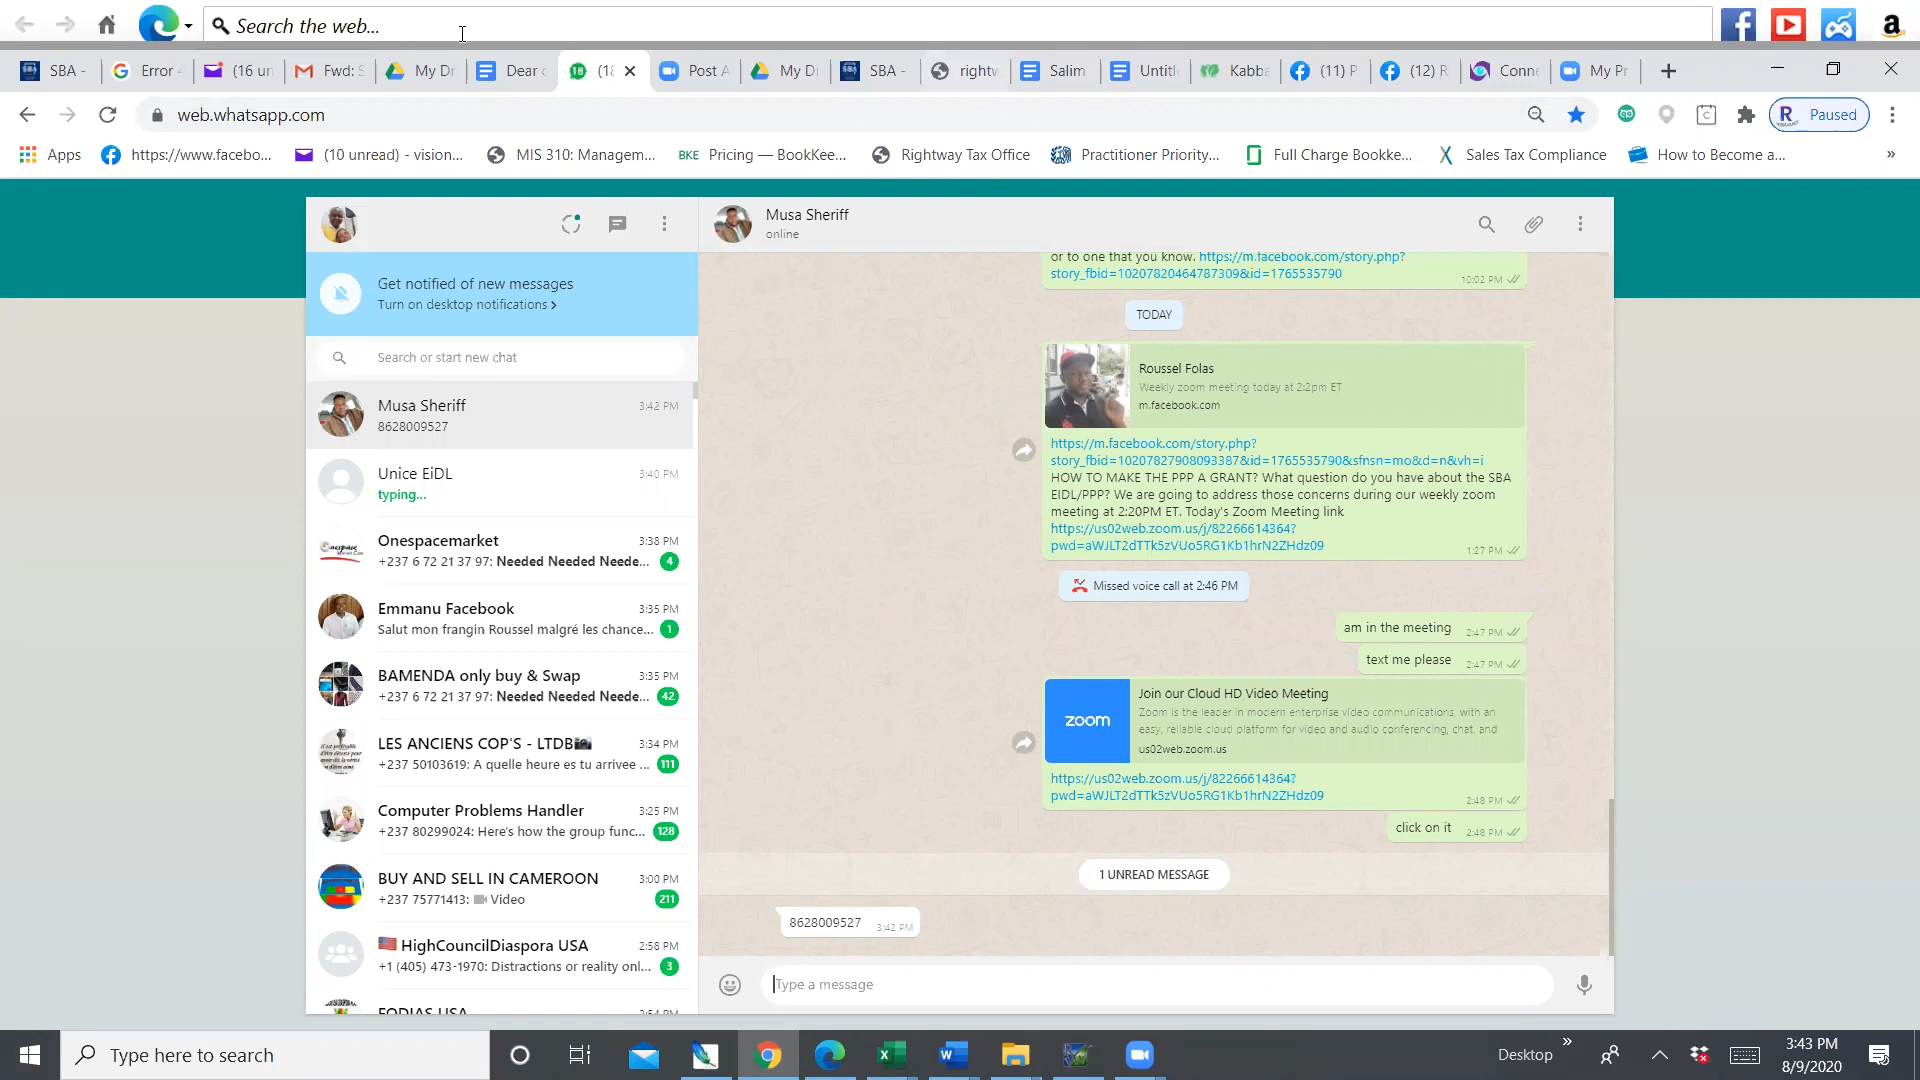 Search the web...
SBA -
Error 4
(16 un
Fwd: S
My Dr
Dear c
(18
Post A
My Dr
SBA -
rightw
Salim
Untitl
Kabba
(11) P
(12) R
Conne
My Pr
web.whatsapp.com
Paused
Apps
https://www.facebo...
(10 unread) - vision...
MIS 310: Managem...
BKE Pricing — BookKee...
Rightway Tax Office
Practitioner Priority...
Full Charge Bookke...
Sales Tax Compliance
How to Become a...
Get notified of new messages
Turn on desktop notifications >
Search or start new chat
Musa Sheriff 3:42 PM
8628009527
Unice EiDL 3:40 PM
typing...
Onespacemarket 3:38 PM
+237 6 72 21 37 97: Needed Needed Neede... 4
Emmanu Facebook 3:35 PM
Salut mon frangin Roussel malgré les chance... 1
BAMENDA only buy & Swap 3:35 PM
+237 6 72 21 37 97: Needed Needed Neede... 42
LES ANCIENS COP'S - LTDB📷 3:34 PM
+237 50103619: A quelle heure es tu arrivee ... 111
Computer Problems Handler 3:25 PM
+237 80299024: Here's how the group func... 128
BUY AND SELL IN CAMEROON 3:00 PM
+237 75771413: Video 211
🇺🇸 HighCouncilDiaspora USA 2:58 PM
+1 (405) 473-1970: Distractions or reality onl... 3
Musa Sheriff
online
or to one that you know. https://m.facebook.com/story.php?
story_fbid=10207820464787309&id=1765535790
10:02 PM
TODAY
Roussel Folas
Weekly zoom meeting today at 2:2pm ET
m.facebook.com
https://m.facebook.com/story.php?
story_fbid=10207827908093387&id=1765535790&sfnsn=mo&d=n&vh=i
HOW TO MAKE THE PPP A GRANT? What question do you have about the SBA
EIDL/PPP? We are going to address those concerns during our weekly zoom
meeting at 2:20PM ET. Today's Zoom Meeting link
https://us02web.zoom.us/j/82266614364?
pwd=aWJLT2dTTk5zVUo5RG1Kb1hrN2ZHdz09
1:27 PM
Missed voice call at 2:46 PM
am in the meeting 2:47 PM
text me please 2:47 PM
zoom
Join our Cloud HD Video Meeting
Zoom is the leader in modern enterprise video communications, with an
easy, reliable cloud platform for video and audio conferencing, chat, and
us02web.zoom.us
https://us02web.zoom.us/j/82266614364?
pwd=aWJLT2dTTk5zVUo5RG1Kb1hrN2ZHdz09
2:48 PM
click on it 2:48 PM
1 UNREAD MESSAGE
8628009527 3:42 PM
Type a message
Type here to search
Desktop
3:43 PM
8/9/2020